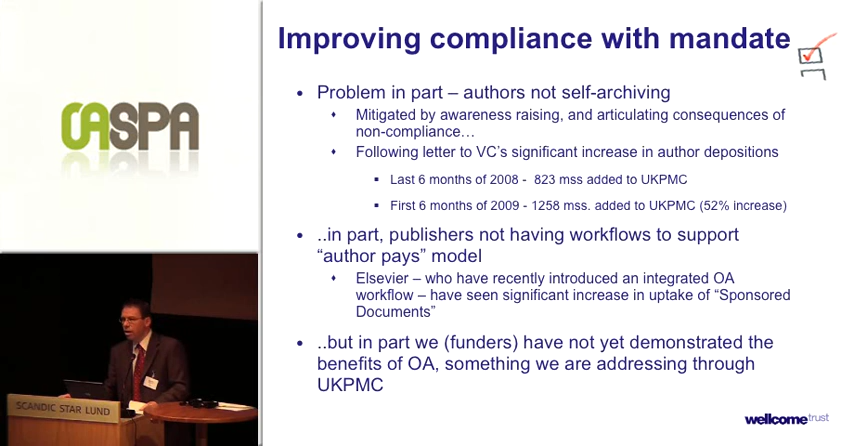 OASPA
SCANDIC STAR LUND
Improving compliance with mandate
• Problem in part – authors not self-archiving
Mitigated by awareness raising, and articulating consequences of
non-compliance…
Following letter to VC’s significant increase in author depositions
Last 6 months of 2008 - 823 mss added to UKPMC
First 6 months of 2009 - 1258 mss. added to UKPMC (52% increase)
• ..in part, publishers not having workflows to support
“author pays” model
Elsevier – who have recently introduced an integrated OA
workflow – have seen significant increase in uptake of “Sponsored
Documents”
• ..but in part we (funders) have not yet demonstrated the
benefits of OA, something we are addressing through
UKPMC
wellcometrust